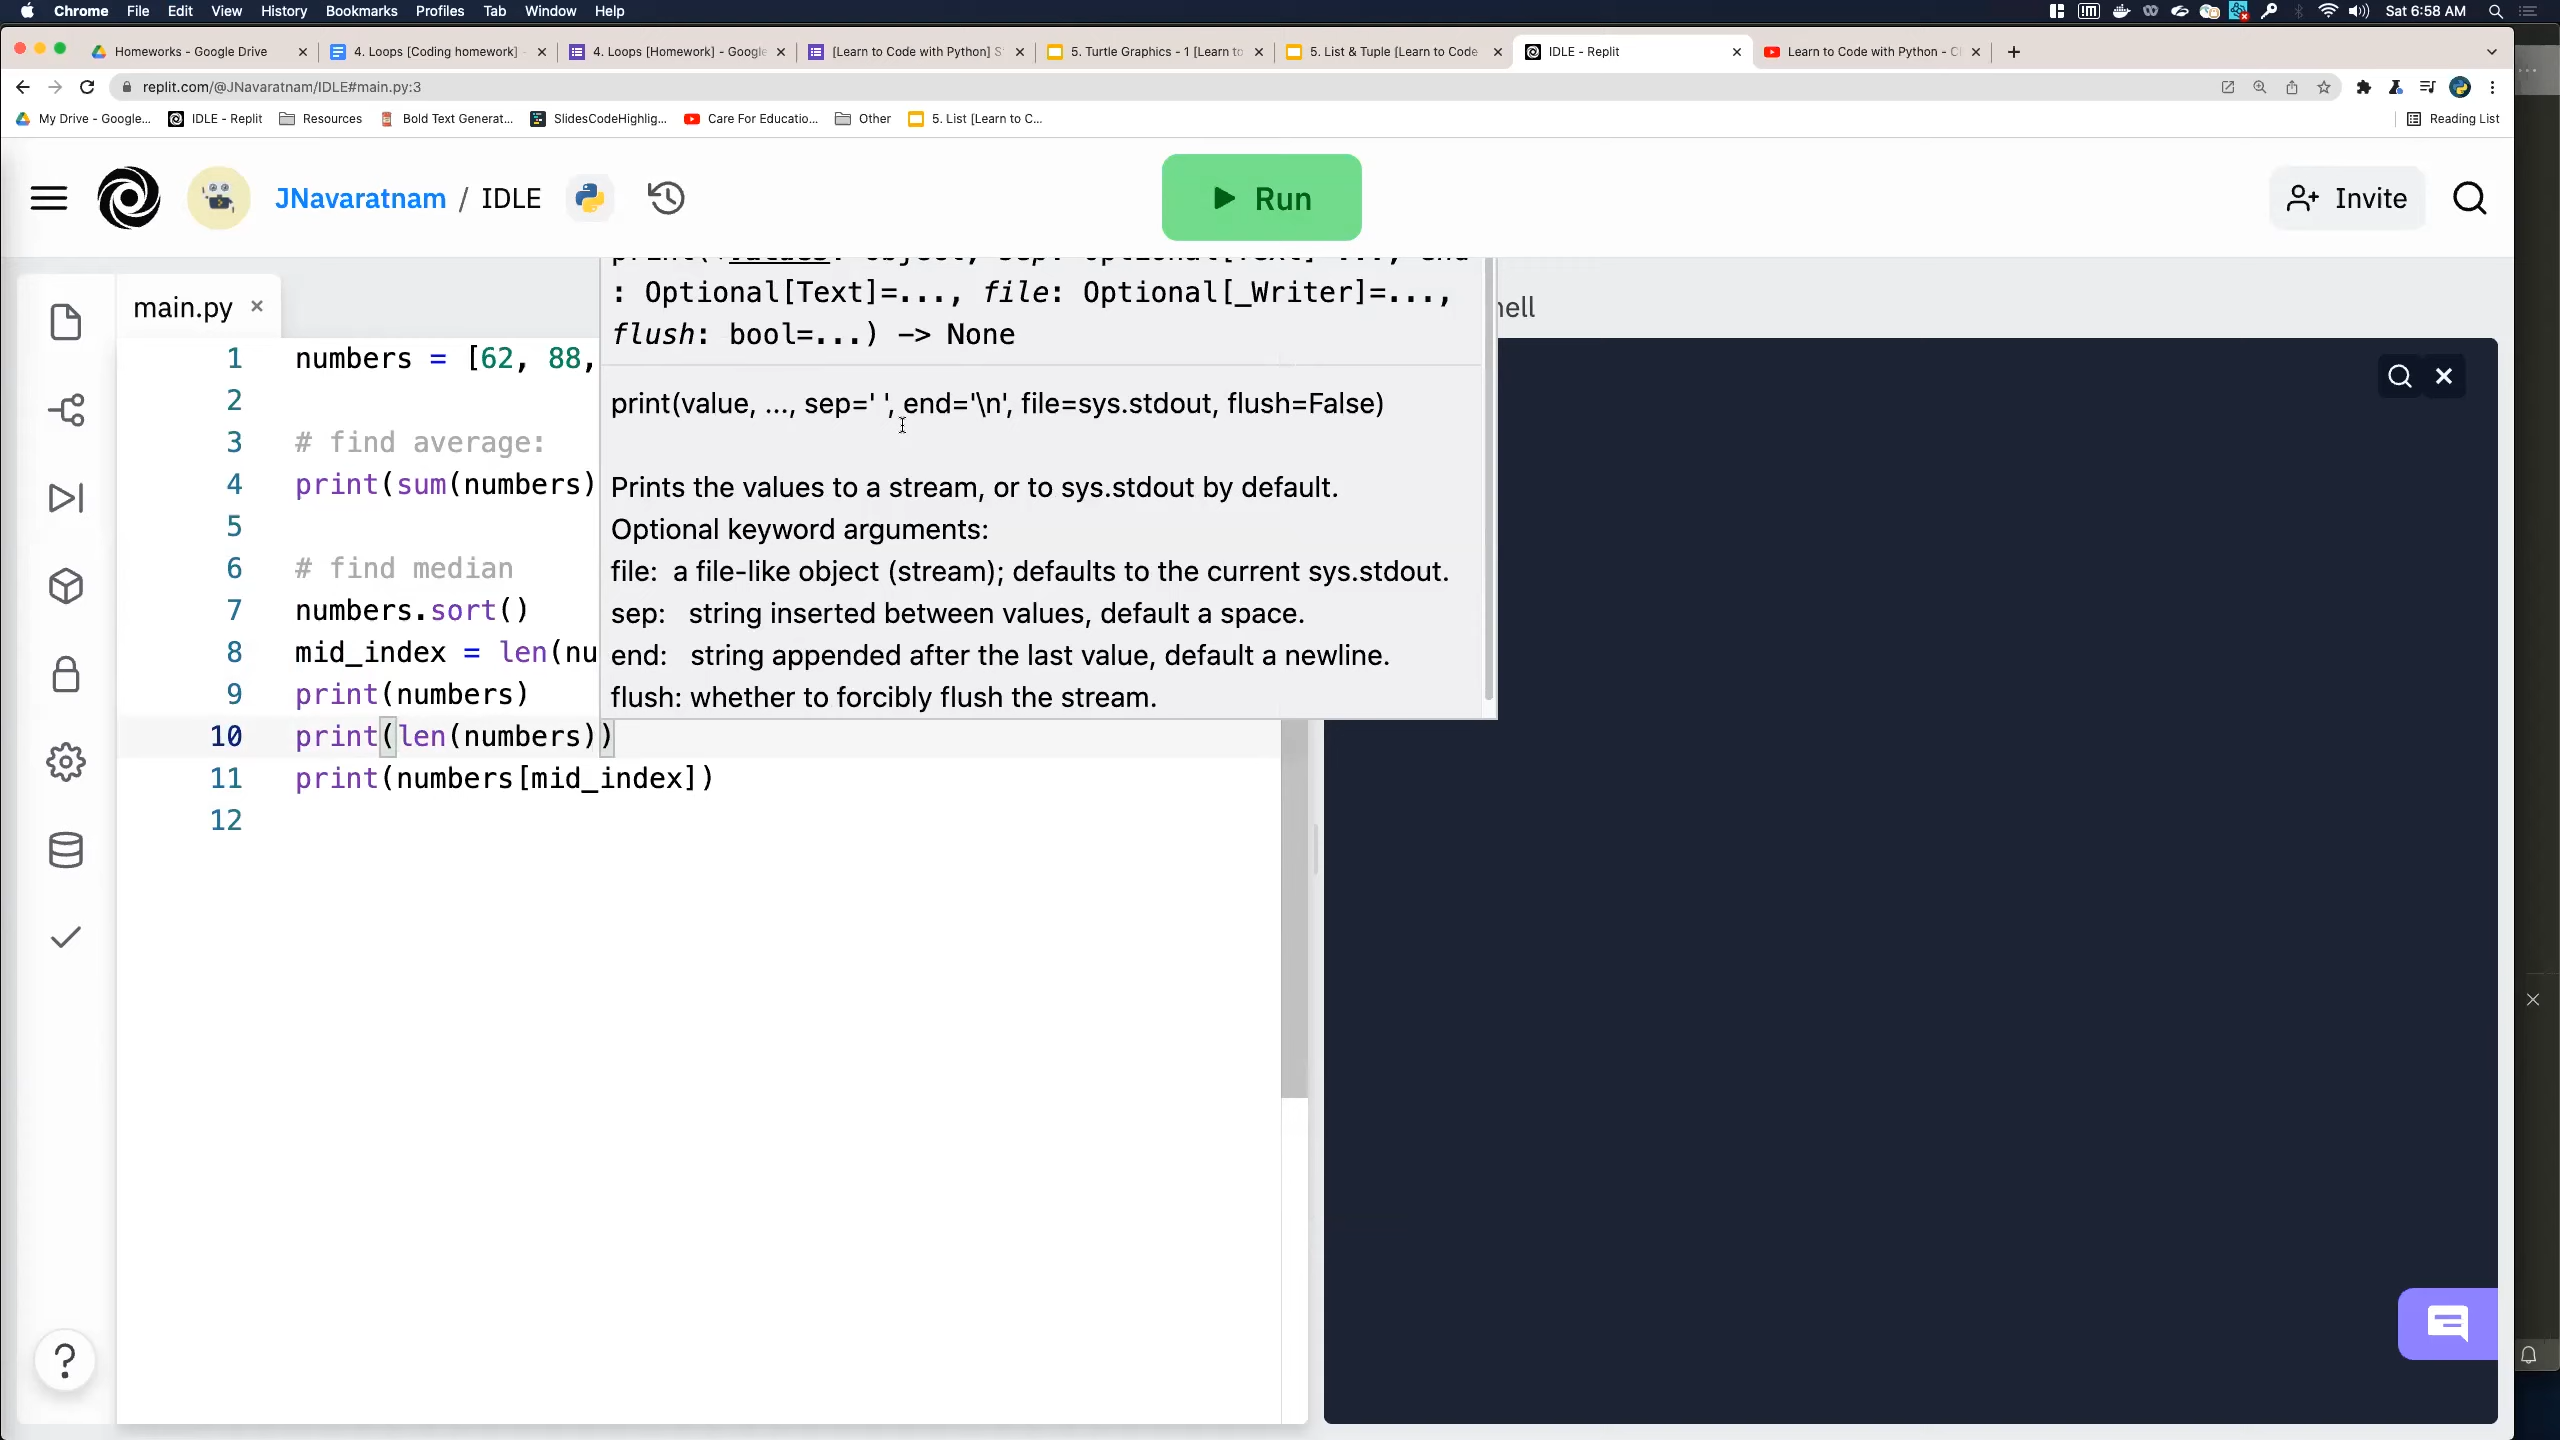 Chrome File Edit View History Bookmarks Profiles Tab Window Help Sat 6:58 AM
Homeworks - Google Drive 4. Loops [Coding homework] - 4. Loops [Homework] - Google [Learn to Code with Python] S 5. Turtle Graphics - 1 [Learn to 5. List & Tuple [Learn to Code IDLE - Replit Learn to Code with Python - Cl
replit.com/@JNavaratnam/IDLE#main.py:3
My Drive - Google... IDLE - Replit Resources Bold Text Generat... SlidesCodeHighlig... Care For Educatio... Other 5. List [Learn to C... Reading List
JNavaratnam / IDLE Run Invite
main.py
: Optional[Text]=..., file: Optional[_Writer]=...,
flush: bool=...) -> None
print(value, ..., sep=' ', end='\n', file=sys.stdout, flush=False)
Prints the values to a stream, or to sys.stdout by default.
Optional keyword arguments:
file: a file-like object (stream); defaults to the current sys.stdout.
sep: string inserted between values, default a space.
end: string appended after the last value, default a newline.
flush: whether to forcibly flush the stream.
1 numbers = [62, 88,
2
3 # find average:
4 print(sum(numbers)
5
6 # find median
7 numbers.sort()
8 mid_index = len(nu
9 print(numbers)
10 print(len(numbers))
11 print(numbers[mid_index])
12
ell